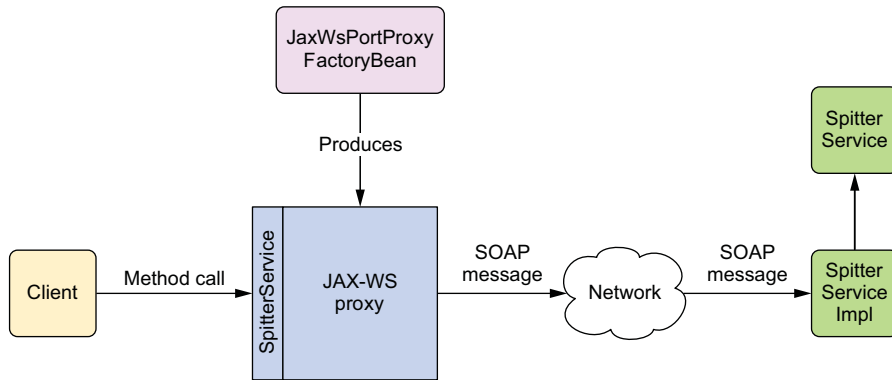 JaxWsPortProxy
FactoryBean
Produces
Spitter
Service
Client
Method call
SpitterService
JAX-WS
proxy
SOAP
message
Network
SOAP
message
Spitter
Service
Impl